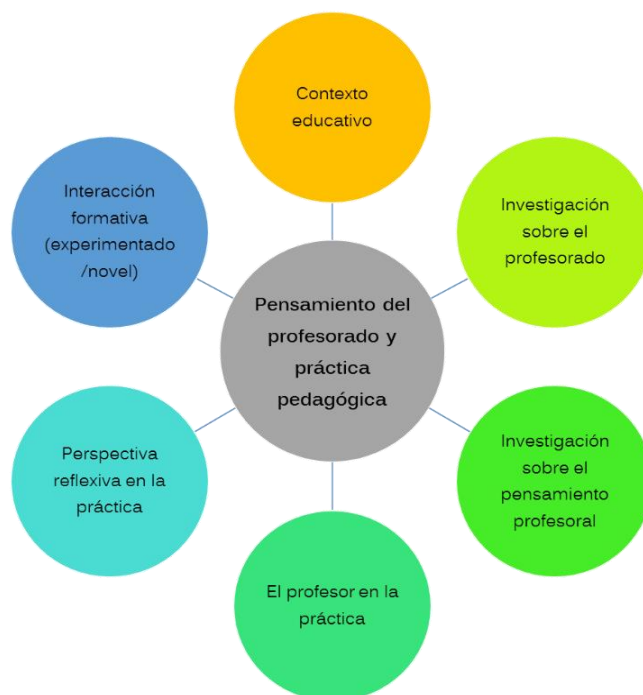 Contexto
educativo
Interacción
formativa
(experimentado
/novel)
Investigación
sobre el
profesorado
Pensamiento del
profesorado y
práctica
pedagógica
Perspectiva
reflexiva en la
práctica
Investigación
sobre el
pensamiento
profesoral
El profesor en la
práctica